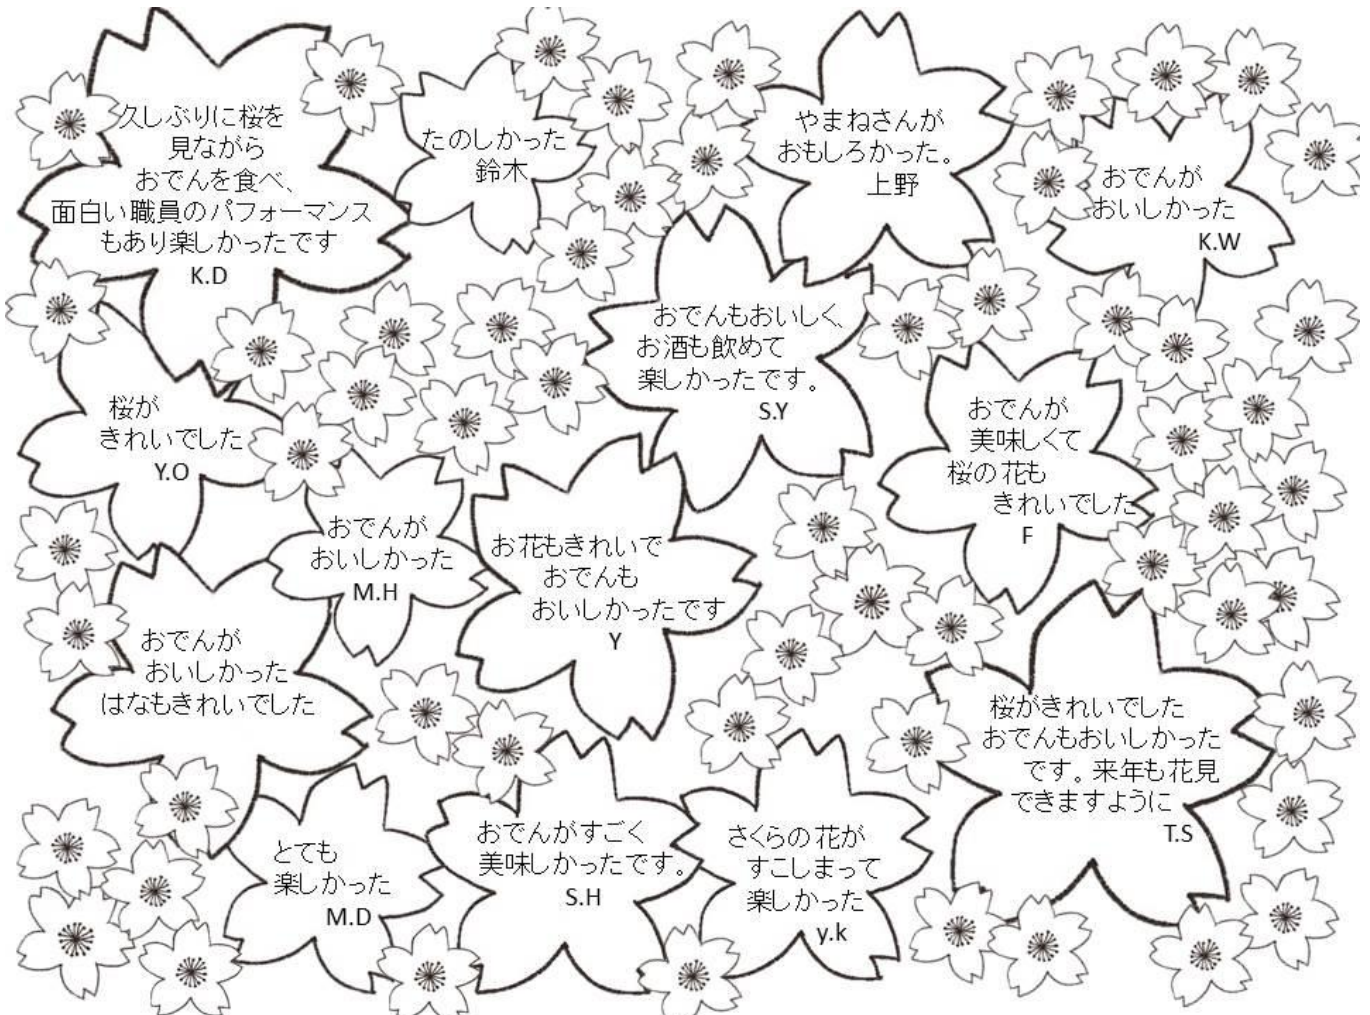 久しぶりに桜を
見ながら
おでんを食べ、
面白い職員のパフォーマンス
もあり楽しかったです
K.D
たのしかった
鈴木
やまねさんが
おもしろかった。
上野
おでんが
おいしかった
K.W
おでんもおいしく、
お酒も飲めて
楽しかったです。
S.Y
桜が
きれいでした
Y.O
おでんが
美味しくて
桜の花も
きれいでした
F
おでんが
おいしかった
M.H
お花もきれいで
おでんも
おいしかったです
Y
おでんが
おいしかった
はなもきれいでした
桜がきれいでした
おでんもおいしかった
です。来年も花見
できますように
T.S
とても
楽しかった
M.D
おでんがすごく
美味しかったです。
S.H
さくらの花が
すこしまって
楽しかった
y.k